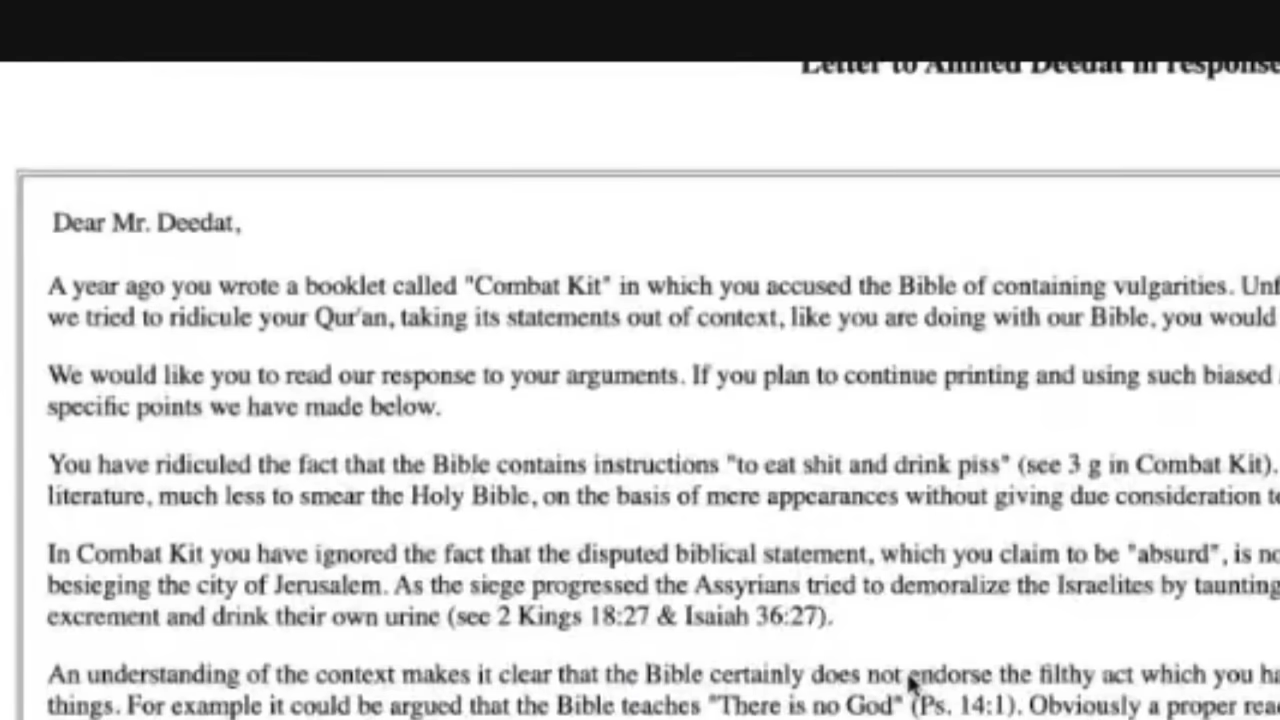 Letter to Ahmed Deedat in response
Dear Mr. Deedat,
A year ago you wrote a booklet called "Combat Kit" in which you accused the Bible of containing vulgarities.
we tried to ridicule your Qur'an, taking its statements out of context, like you are doing with our Bible, you would
We would like you to read our response to your arguments. If you plan to continue printing and using such biased
specific points we have made below.
You have ridiculed the fact that the Bible contains instructions "to eat shit and drink piss" (see 3 g in Combat Kit).
literature, much less to smear the Holy Bible, on the basis of mere appearances without giving due consideration
In Combat Kit you have ignored the fact that the disputed biblical statement, which you claim to be "absurd", is
besieging the city of Jerusalem. As the siege progressed the Assyrians tried to demoralize the Israelites by taunting
excrement and drink their own urine (see 2 Kings 18:27 & Isaiah 36:27).
An understanding of the context makes it clear that the Bible certainly does not endorse the filthy act which you
things. For example it could be argued that the Bible teaches "There is no God" (Ps. 14:1). Obviously a proper